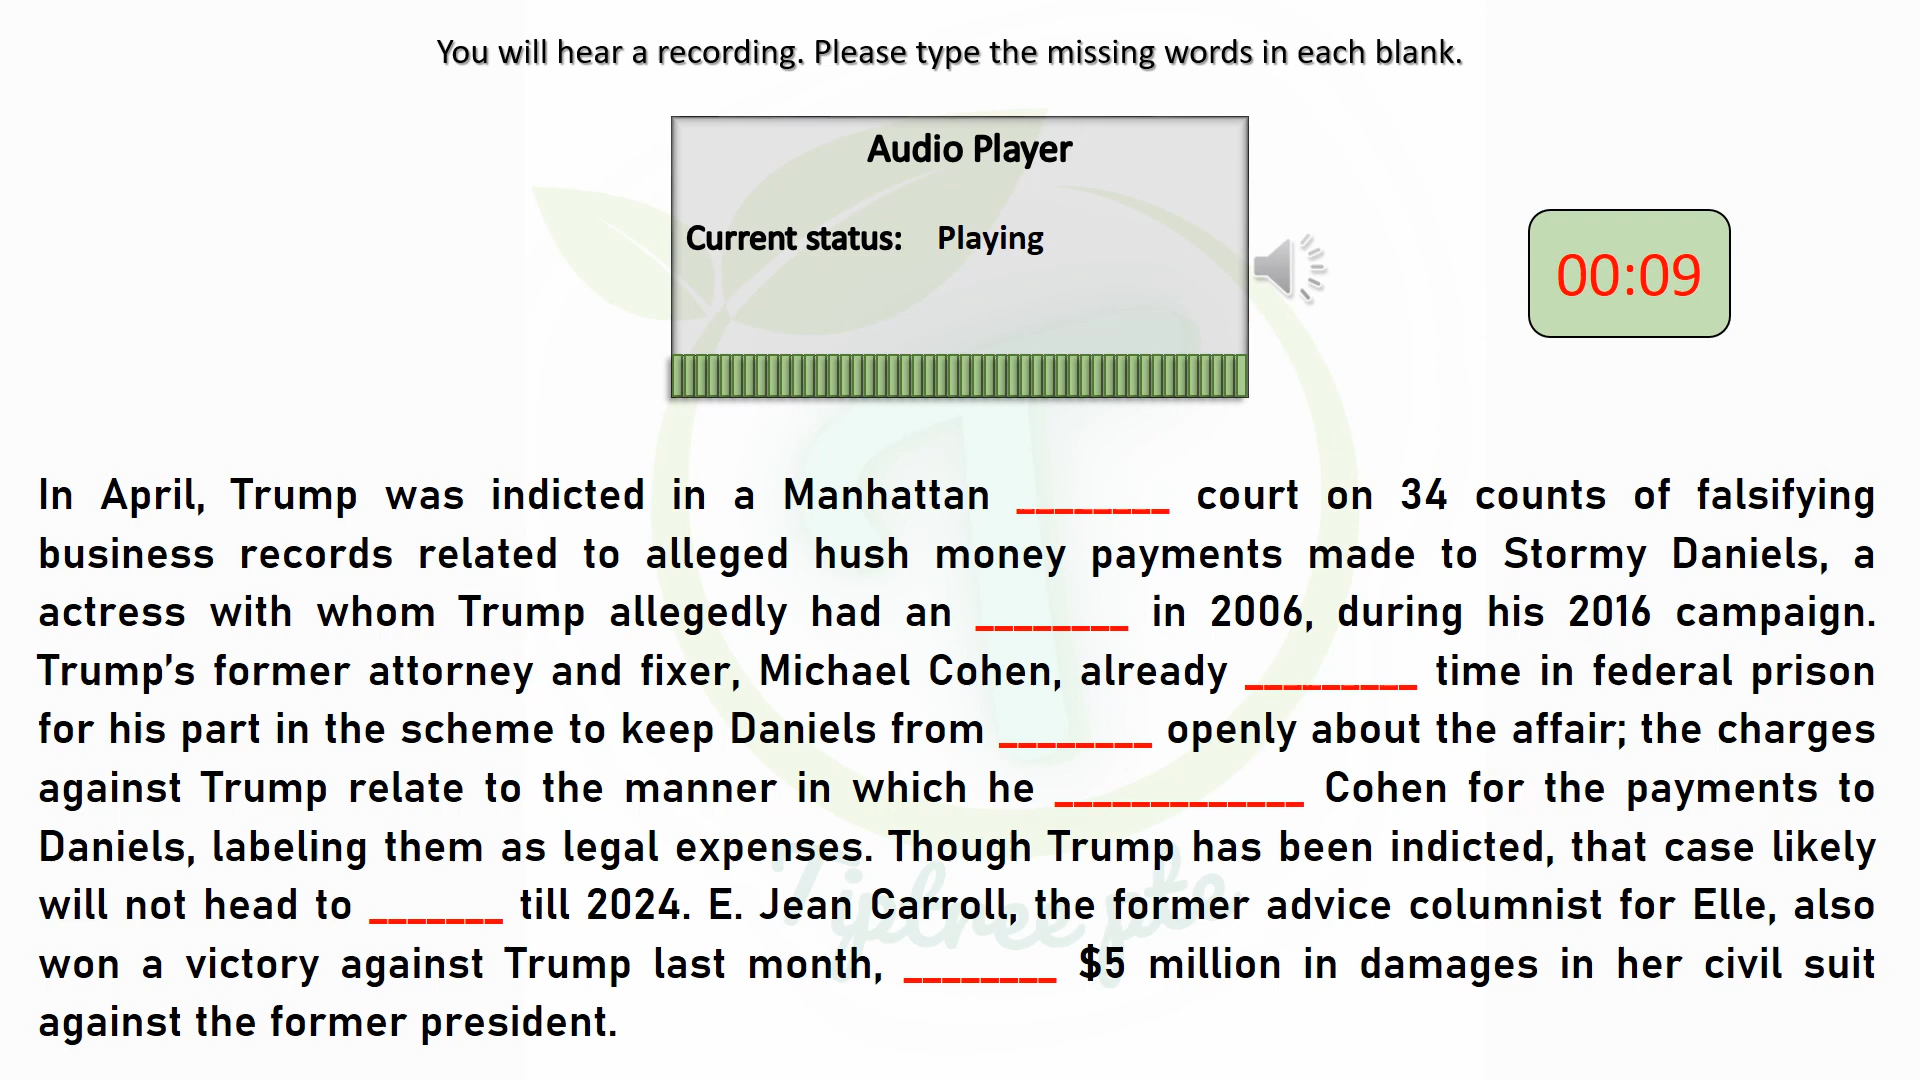 You will hear a recording. Please type the missing words in each blank.
Audio Player
Current status: Playing
00:09
In April, Trump was indicted in a Manhattan ________ court on 34 counts of falsifying
business records related to alleged hush money payments made to Stormy Daniels, a
actress with whom Trump allegedly had an ________ in 2006, during his 2016 campaign.
Trump’s former attorney and fixer, Michael Cohen, already _________ time in federal prison
for his part in the scheme to keep Daniels from ________ openly about the affair; the charges
against Trump relate to the manner in which he _____________ Cohen for the payments to
Daniels, labeling them as legal expenses. Though Trump has been indicted, that case likely
will not head to _______ till 2024. E. Jean Carroll, the former advice columnist for Elle, also
won a victory against Trump last month, ________ $5 million in damages in her civil suit
against the former president.